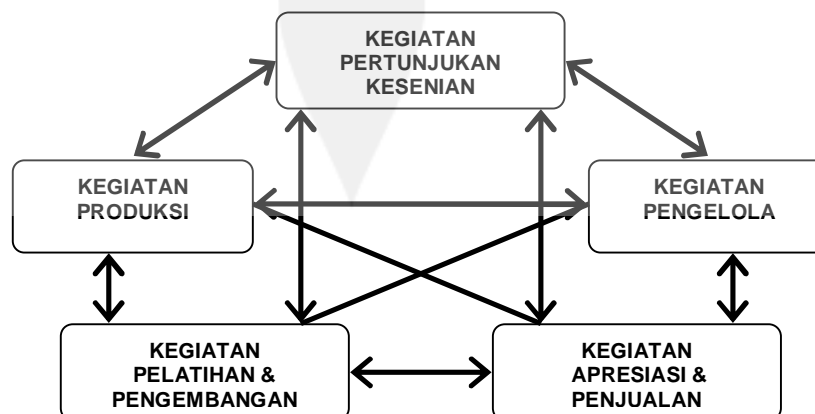 KEGIATAN
PERTUNJUKAN
KESENIAN
KEGIATAN
PRODUKSI
KEGIATAN
PENGELOLA
KEGIATAN
PELATIHAN &
PENGEMBANGAN
KEGIATAN
APRESIASI &
PENJUALAN